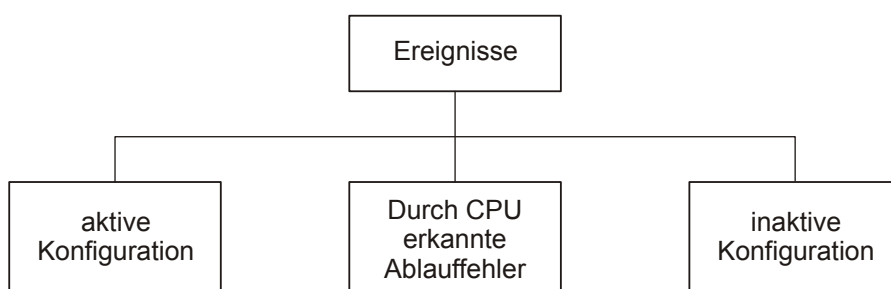 Ereignisse
aktive
Konfiguration
Durch CPU
erkannte
Ablauffehler
inaktive
Konfiguration